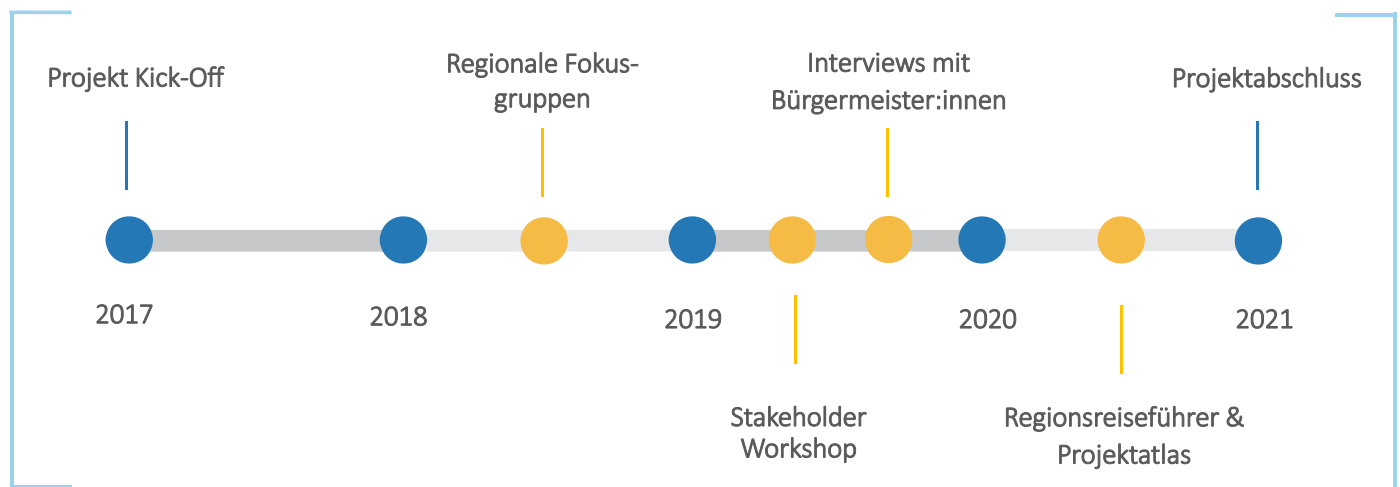 Projekt Kick-Off
Regionale Fokus-
gruppen
Interviews mit
Bürgermeister:innen
Projektabschluss
2017
2018
2019
2020
2021
Stakeholder
Workshop
Regionsreiseführer &
Projektatlas